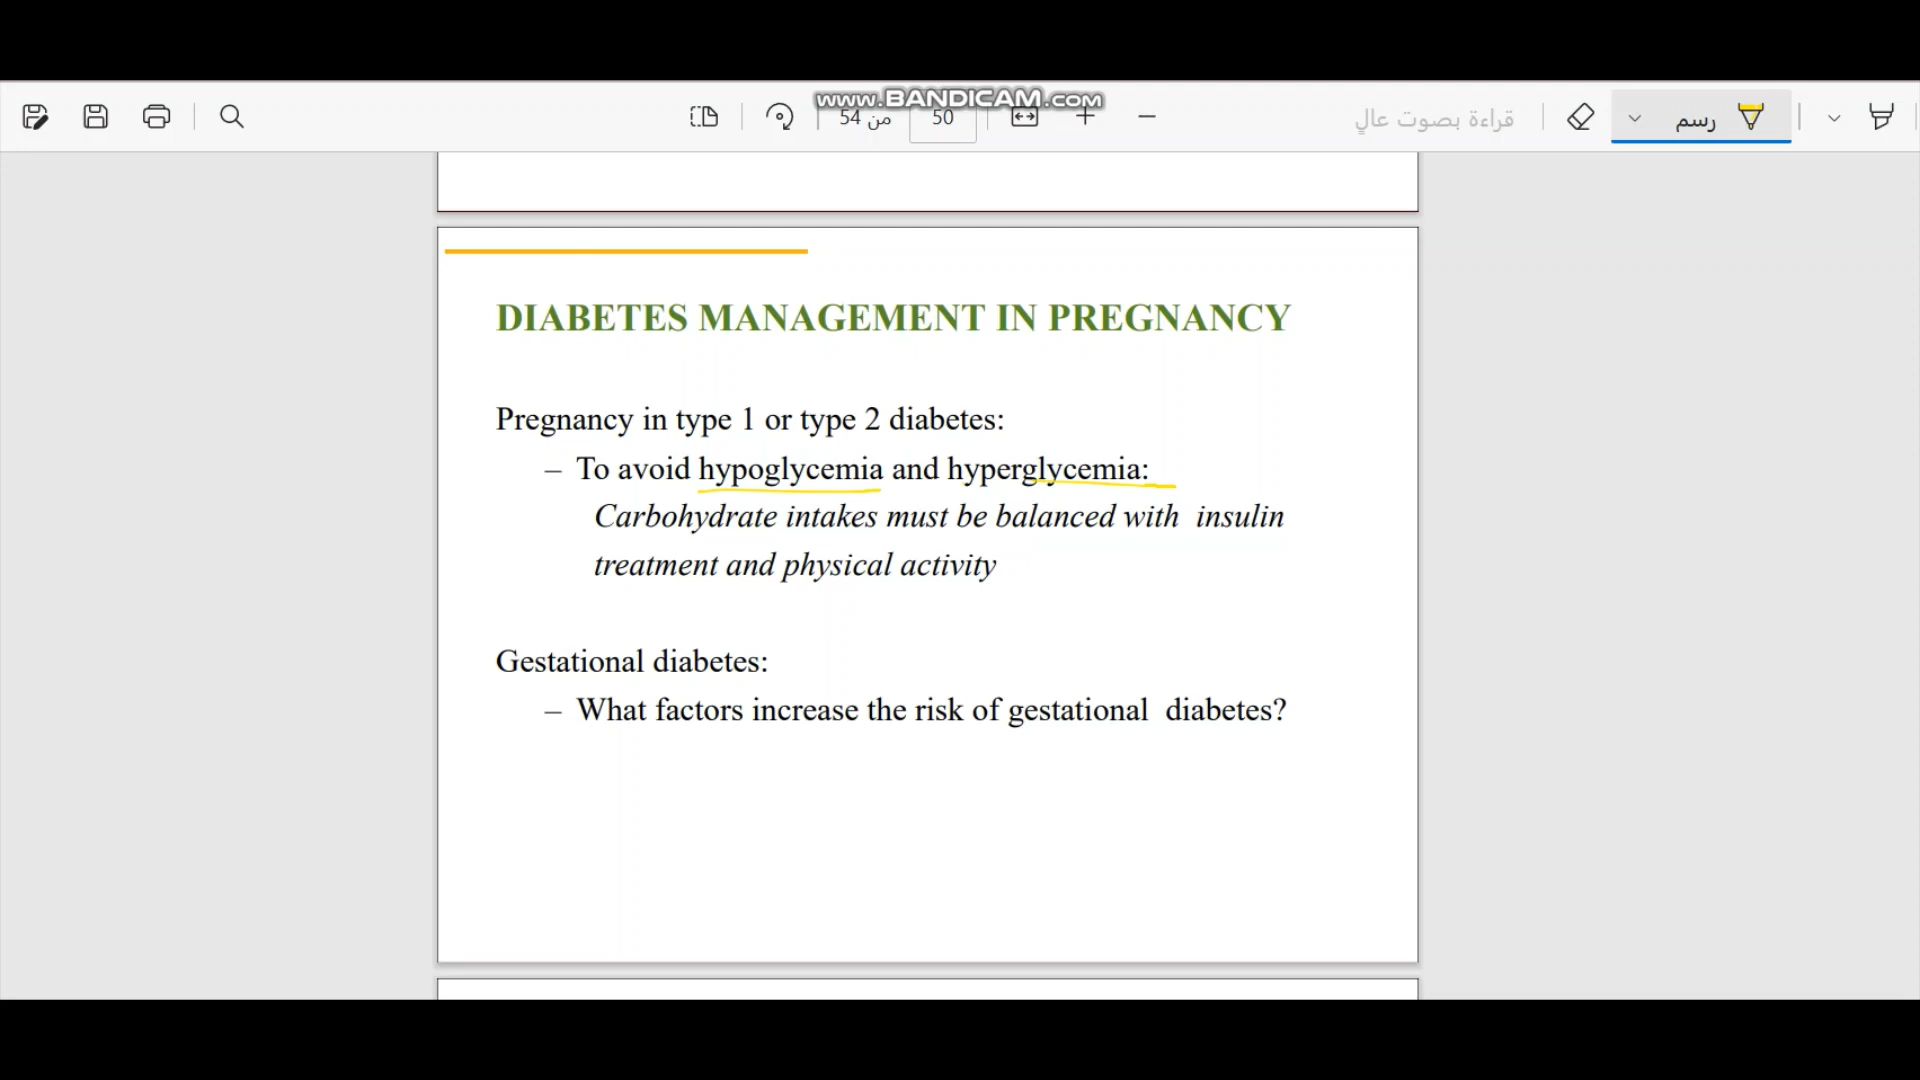 www.BANDICAM.com
54 من
50
قراءة بصوت عالٍ
رسم
DIABETES MANAGEMENT IN PREGNANCY
Pregnancy in type 1 or type 2 diabetes:
– To avoid hypoglycemia and hyperglycemia:
Carbohydrate intakes must be balanced with insulin
treatment and physical activity
Gestational diabetes:
– What factors increase the risk of gestational diabetes?